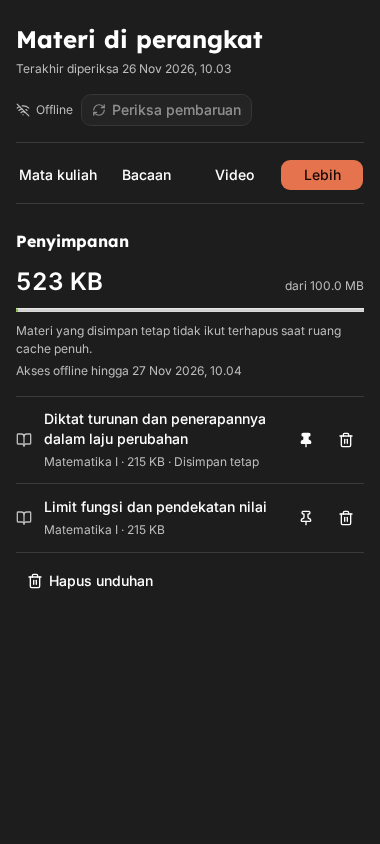 Materi di perangkat
Terakhir diperiksa 26 Nov 2026, 10.03
Offline
Periksa pembaruan
Mata kuliah
Bacaan
Video
Lebih
Penyimpanan
523 KB
dari 100.0 MB
Materi yang disimpan tetap tidak ikut terhapus saat ruang
cache penuh.
Akses offline hingga 27 Nov 2026, 10.04
Diktat turunan dan penerapannya
dalam laju perubahan
Matematika I · 215 KB · Disimpan tetap
Limit fungsi dan pendekatan nilai
Matematika I · 215 KB
Hapus unduhan